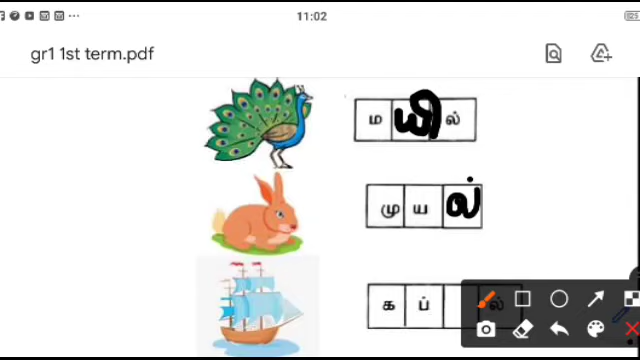 11:02
gr1 1st term.pdf
ம யி ல்
மு ய ல்
க ப் ல்